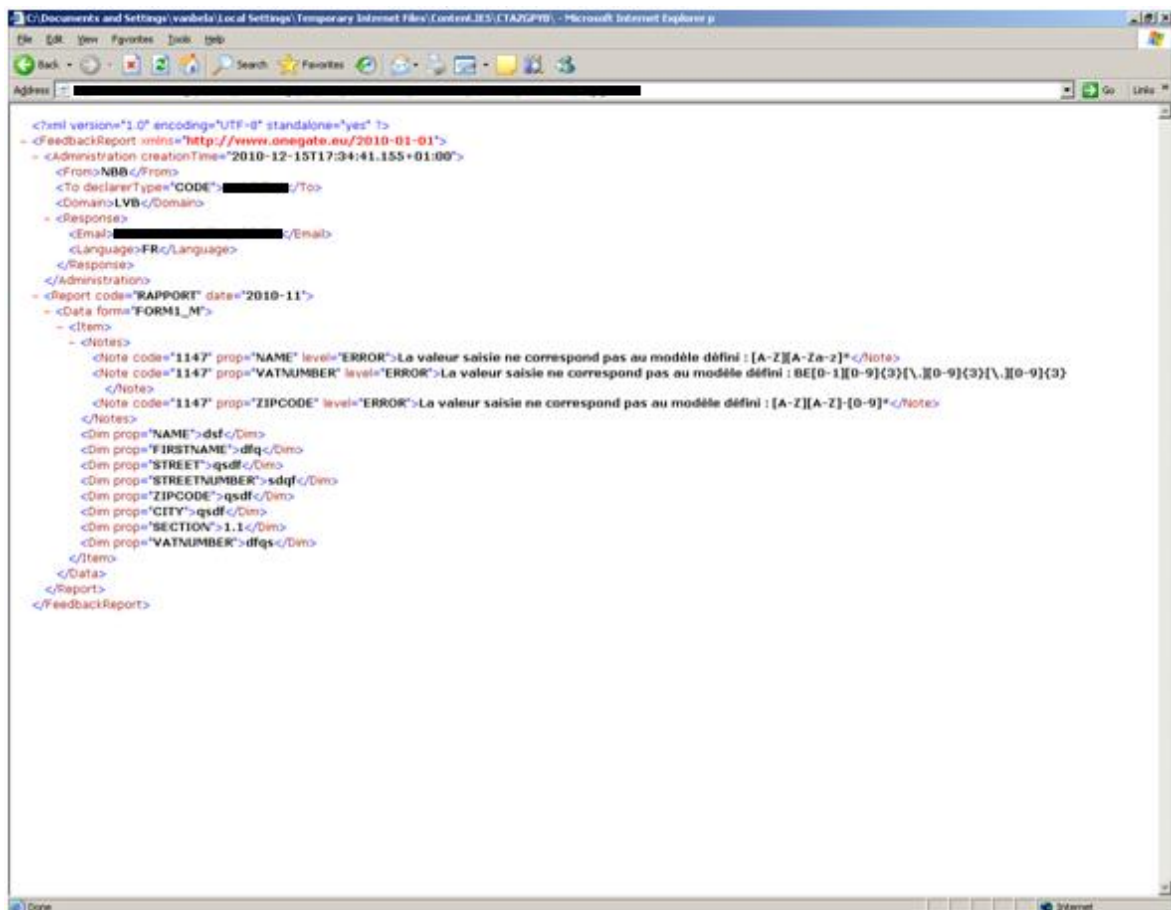 C:\Documents and Settings\vanbela\Local Settings\Temporary Internet Files\Content.IE5\CTA2GPYB\ - Microsoft Internet Explorer p
File Edit View Favorites Tools Help
Back Search Favorites
Address Go Links »
<?xml version="1.0" encoding="UTF-8" standalone="yes" ?>
- <FeedbackReport xmlns="http://www.onegate.eu/2010-01-01">
- <Administration creationTime="2010-12-15T17:34:41.155+01:00">
<From>NBB</From>
<To declarerType="CODE"> </To>
<Domain>LVB</Domain>
- <Response>
<Email> </Email>
<Language>FR</Language>
</Response>
</Administration>
- <Report code="RAPPORT" date="2010-11">
- <Data form="FORM1_M">
- <Item>
- <Notes>
<Note code="1147" prop="NAME" level="ERROR">La valeur saisie ne correspond pas au modèle défini : [A-Z][A-Za-z]*</Note>
<Note code="1147" prop="VATNUMBER" level="ERROR">La valeur saisie ne correspond pas au modèle défini : BE[0-1][0-9]{3}[\.][0-9]{3}[\.][0-9]{3}
</Note>
<Note code="1147" prop="ZIPCODE" level="ERROR">La valeur saisie ne correspond pas au modèle défini : [A-Z][A-Z]-[0-9]*</Note>
</Notes>
<Dim prop="NAME">dsf</Dim>
<Dim prop="FIRSTNAME">dfq</Dim>
<Dim prop="STREET">qsdf</Dim>
<Dim prop="STREETNUMBER">sdqf</Dim>
<Dim prop="ZIPCODE">qsdf</Dim>
<Dim prop="CITY">qsdf</Dim>
<Dim prop="SECTION">1.1</Dim>
<Dim prop="VATNUMBER">dfqs</Dim>
</Item>
</Data>
</Report>
</FeedbackReport>
Done Internet